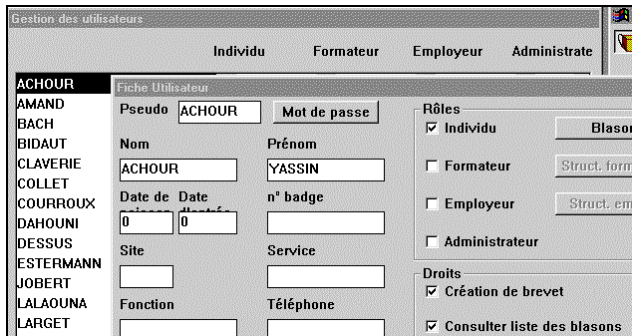 Gestion des utilisateurs
Individu Formateur Employeur Administrate
ACHOUR
AMAND
BACH
BIDAUT
CLAVERIE
COLLET
COURROUX
DAHOUNI
DESSUS
ESTERMANN
JOBERT
LALAOUNA
LARGET
Fiche Utilisateur
Pseudo ACHOUR Mot de passe
Nom Prénom
ACHOUR YASSIN
Date de Date n° badge
0 0
Site Service
Fonction Téléphone
Rôles
Individu Blason
Formateur Struct. form
Employeur Struct. em
Administrateur
Droits
Création de brevet
Consulter liste des blasons